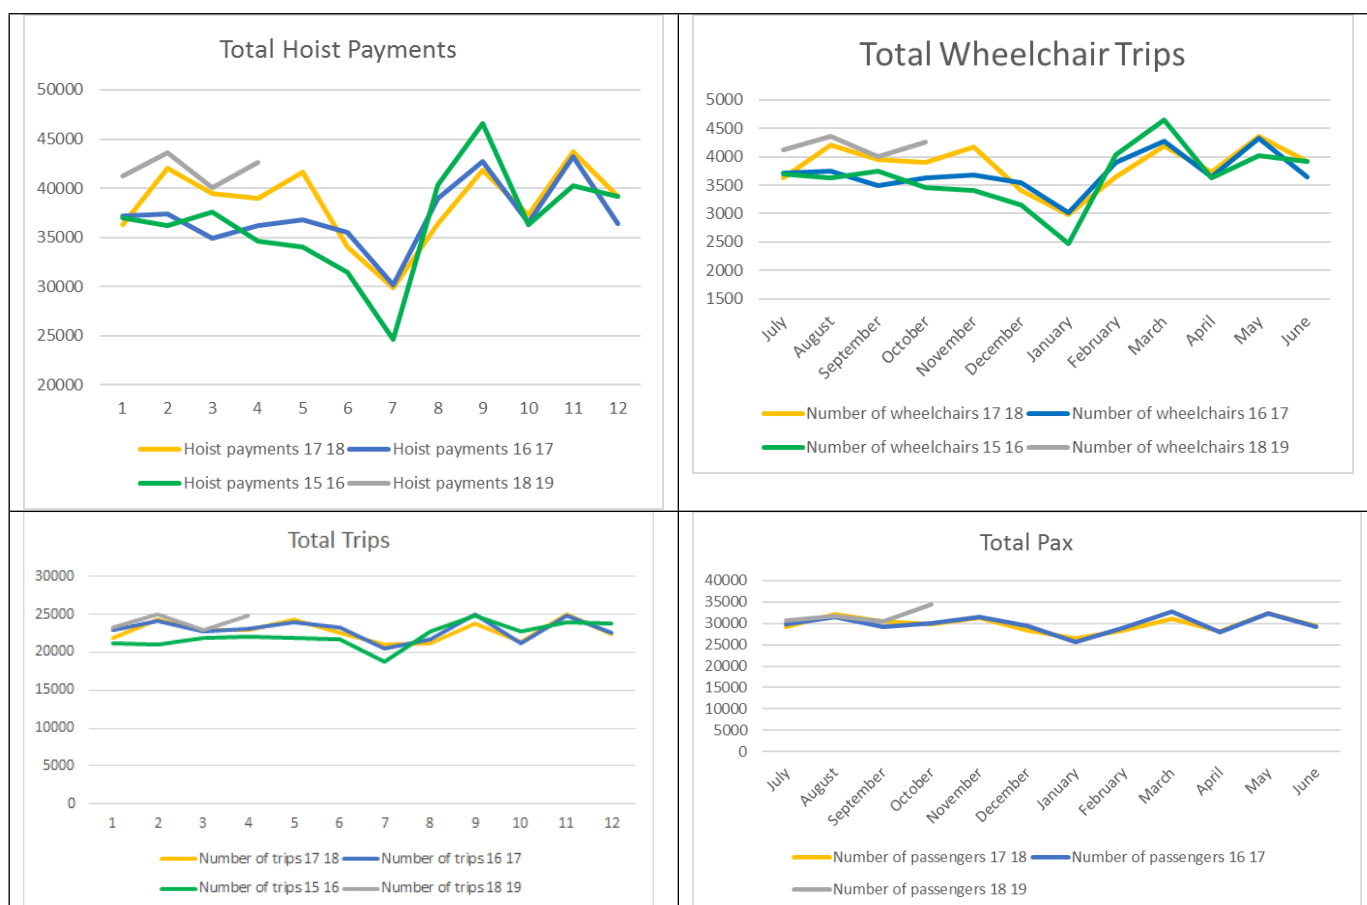 Total Hoist Payments
50000
45000
40000
35000
30000
25000
20000
1 2 3 4 5 6 7 8 9 10 11 12
Hoist payments 17 18 Hoist payments 16 17
Hoist payments 15 16 Hoist payments 18 19
Total Wheelchair Trips
5000
4500
4000
3500
3000
2500
2000
1500
July August September October November December January February March April May June
Number of wheelchairs 17 18 Number of wheelchairs 16 17
Number of wheelchairs 15 16 Number of wheelchairs 18 19
Total Trips
30000
25000
20000
15000
10000
5000
0
1 2 3 4 5 6 7 8 9 10 11 12
Number of trips 17 18 Number of trips 16 17
Number of trips 15 16 Number of trips 18 19
Total Pax
40000
35000
30000
25000
20000
15000
10000
5000
0
July August September October November December January February March April May June
Number of passengers 17 18 Number of passengers 16 17
Number of passengers 18 19